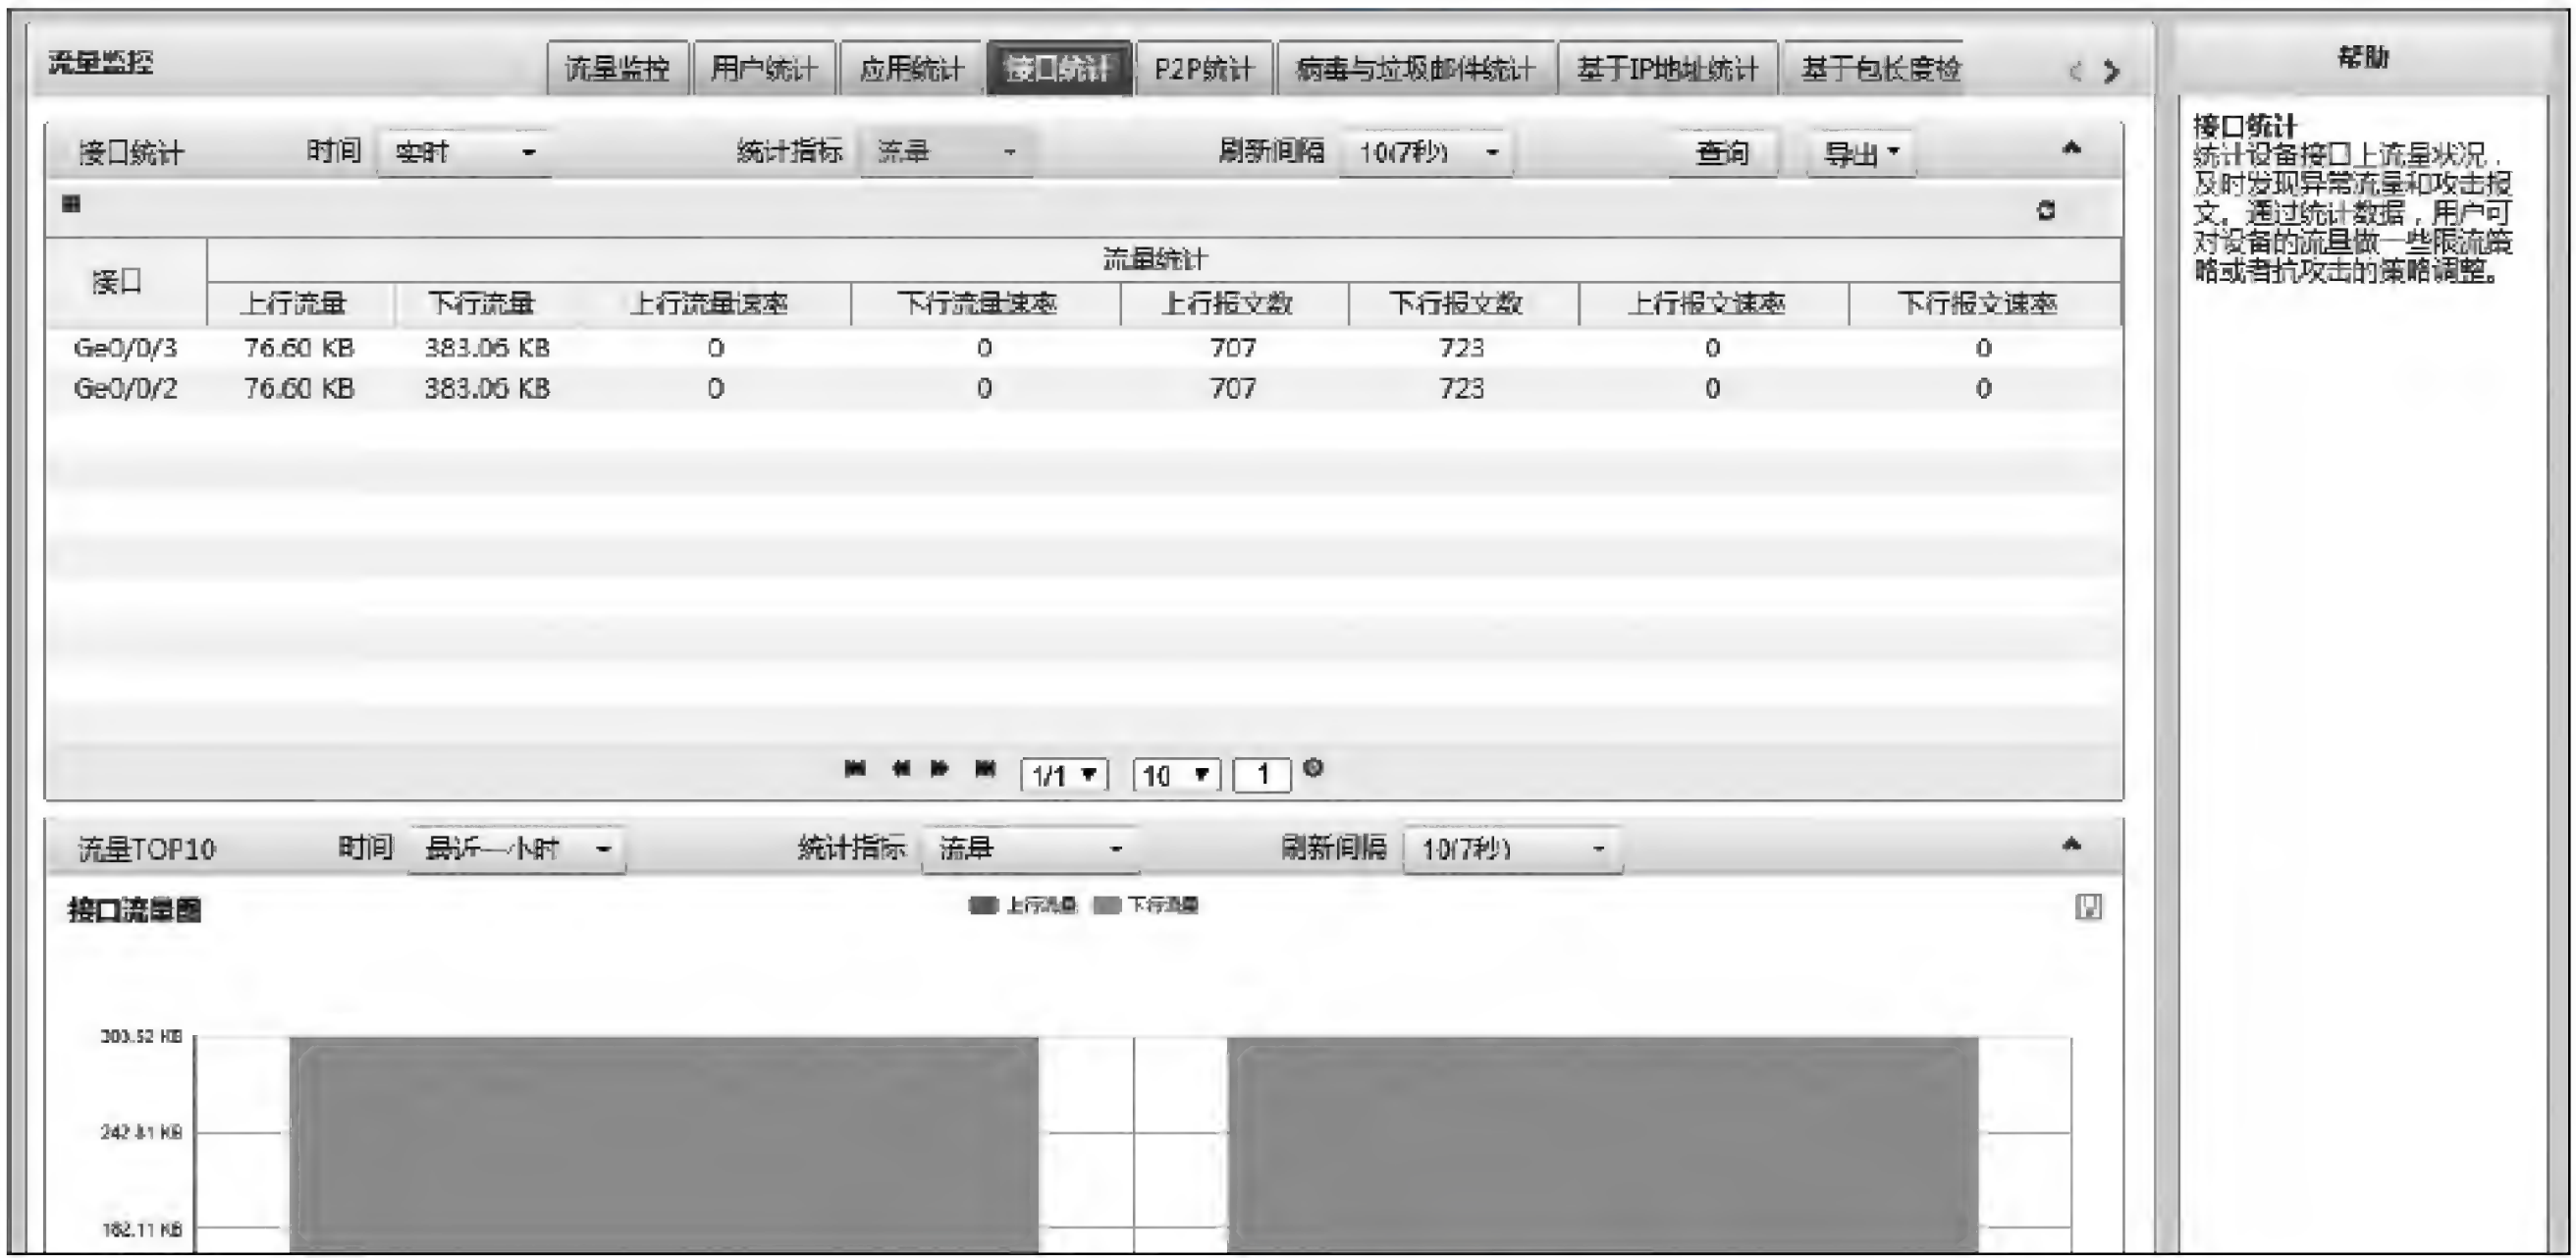 流量监控 流量监控 用户统计 应用统计 接口统计 P2P统计 病毒与垃圾邮件统计 基于IP地址统计 基于包长度检 < >
帮助
接口统计 时间 实时 统计指标 流量 刷新间隔 10(7秒) 查询 导出
接口 流量统计
上行流量 下行流量 上行流量速率 下行流量速率 上行报文数 下行报文数 上行报文速率 下行报文速率
Ge0/0/3 76.60 KB 383.06 KB 0 0 707 723 0 0
Ge0/0/2 76.60 KB 383.06 KB 0 0 707 723 0 0
1/1 10 1
流量TOP10 时间 最近一小时 统计指标 流量 刷新间隔 10(7秒)
接口流量图 上行流量 下行流量
242.81 KB
162.11 KB
接口统计
统计设备接口上流量状况，
及时发现异常流量和攻击报
文。通过统计数据，用户可
对设备的流量做一些限流策
略或者抗攻击的策略调整。